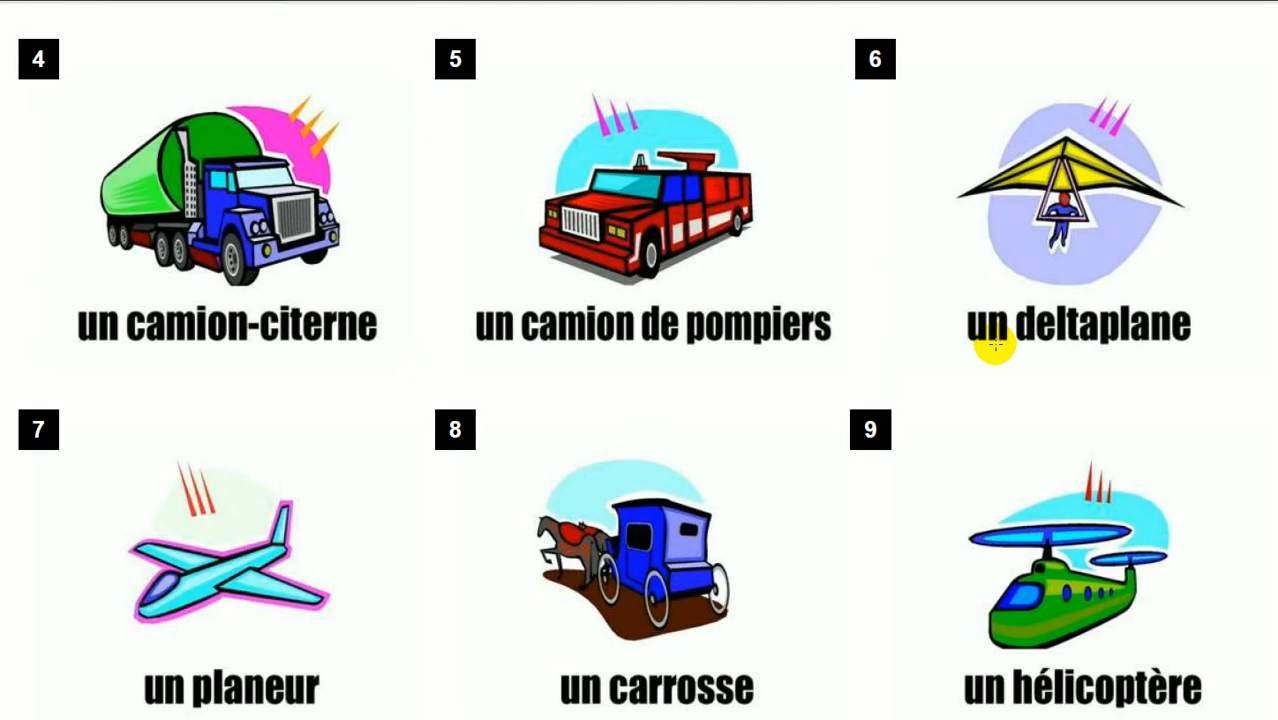 4
5
6
un camion-citerne
un camion de pompiers
un deltaplane
7
8
9
un planeur
un carrosse
un hélicoptère